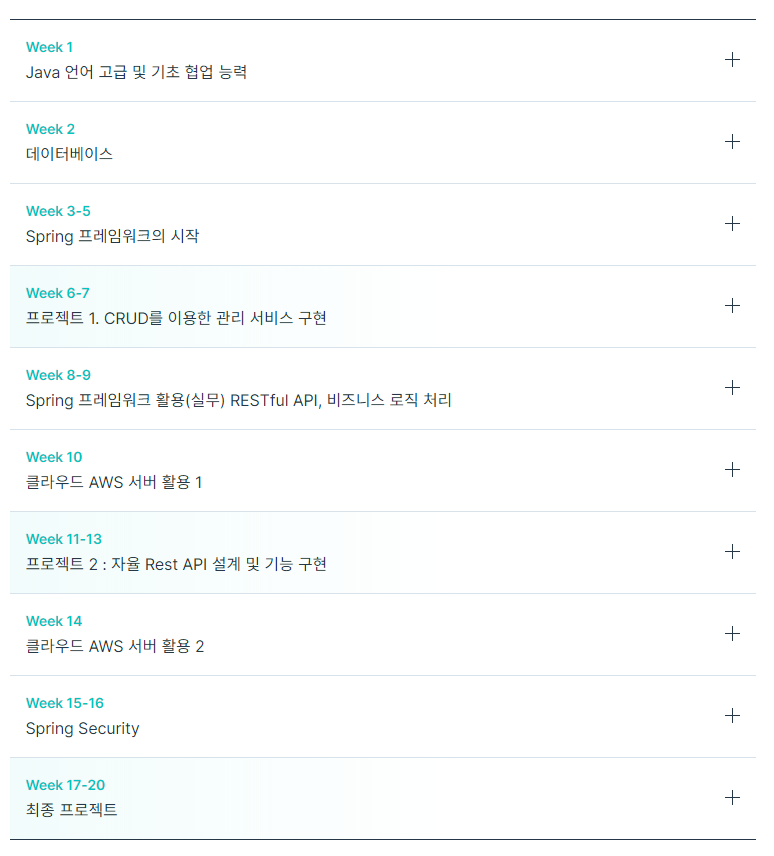 Week 1
Java 언어 고급 및 기초 협업 능력
Week 2
데이터베이스
Week 3-5
Spring 프레임워크의 시작
Week 6-7
프로젝트 1. CRUD를 이용한 관리 서비스 구현
Week 8-9
Spring 프레임워크 활용(실무) RESTful API, 비즈니스 로직 처리
Week 10
클라우드 AWS 서버 활용 1
Week 11-13
프로젝트 2 : 자율 Rest API 설계 및 기능 구현
Week 14
클라우드 AWS 서버 활용 2
Week 15-16
Spring Security
Week 17-20
최종 프로젝트